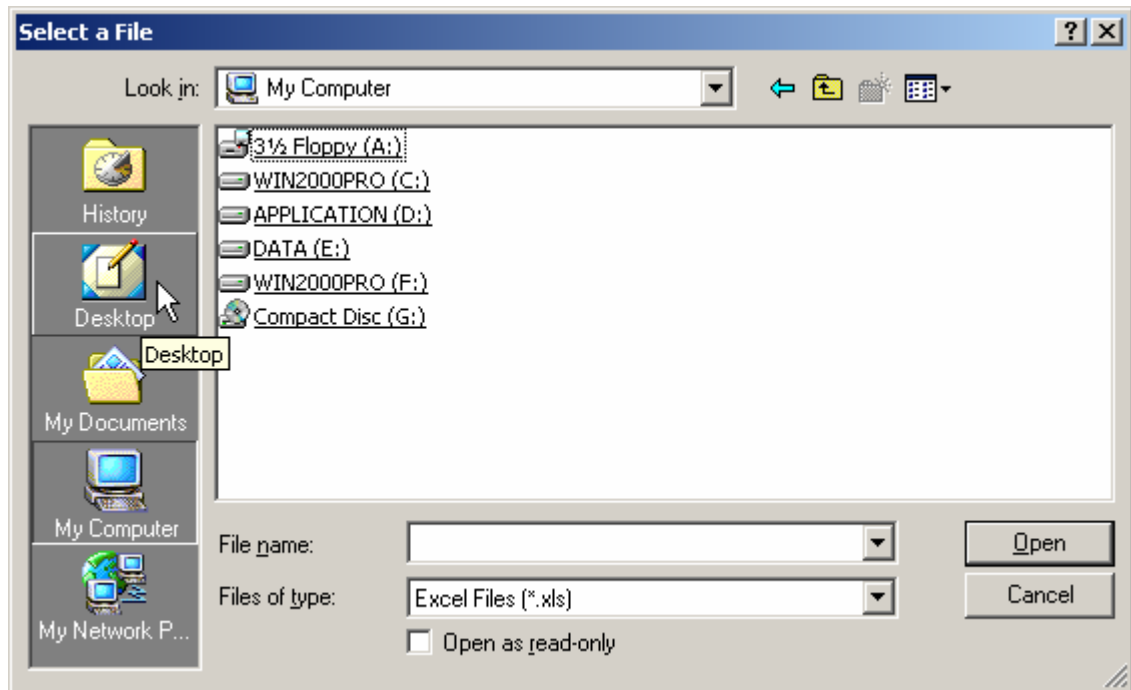 Select a File
Look in: My Computer
History
Desktop
Desktop
My Documents
My Computer
My Network P...
3½ Floppy (A:)
WIN2000PRO (C:)
APPLICATION (D:)
DATA (E:)
WIN2000PRO (F:)
Compact Disc (G:)
File name:
Open
Files of type: Excel Files (*.xls)
Cancel
Open as read-only